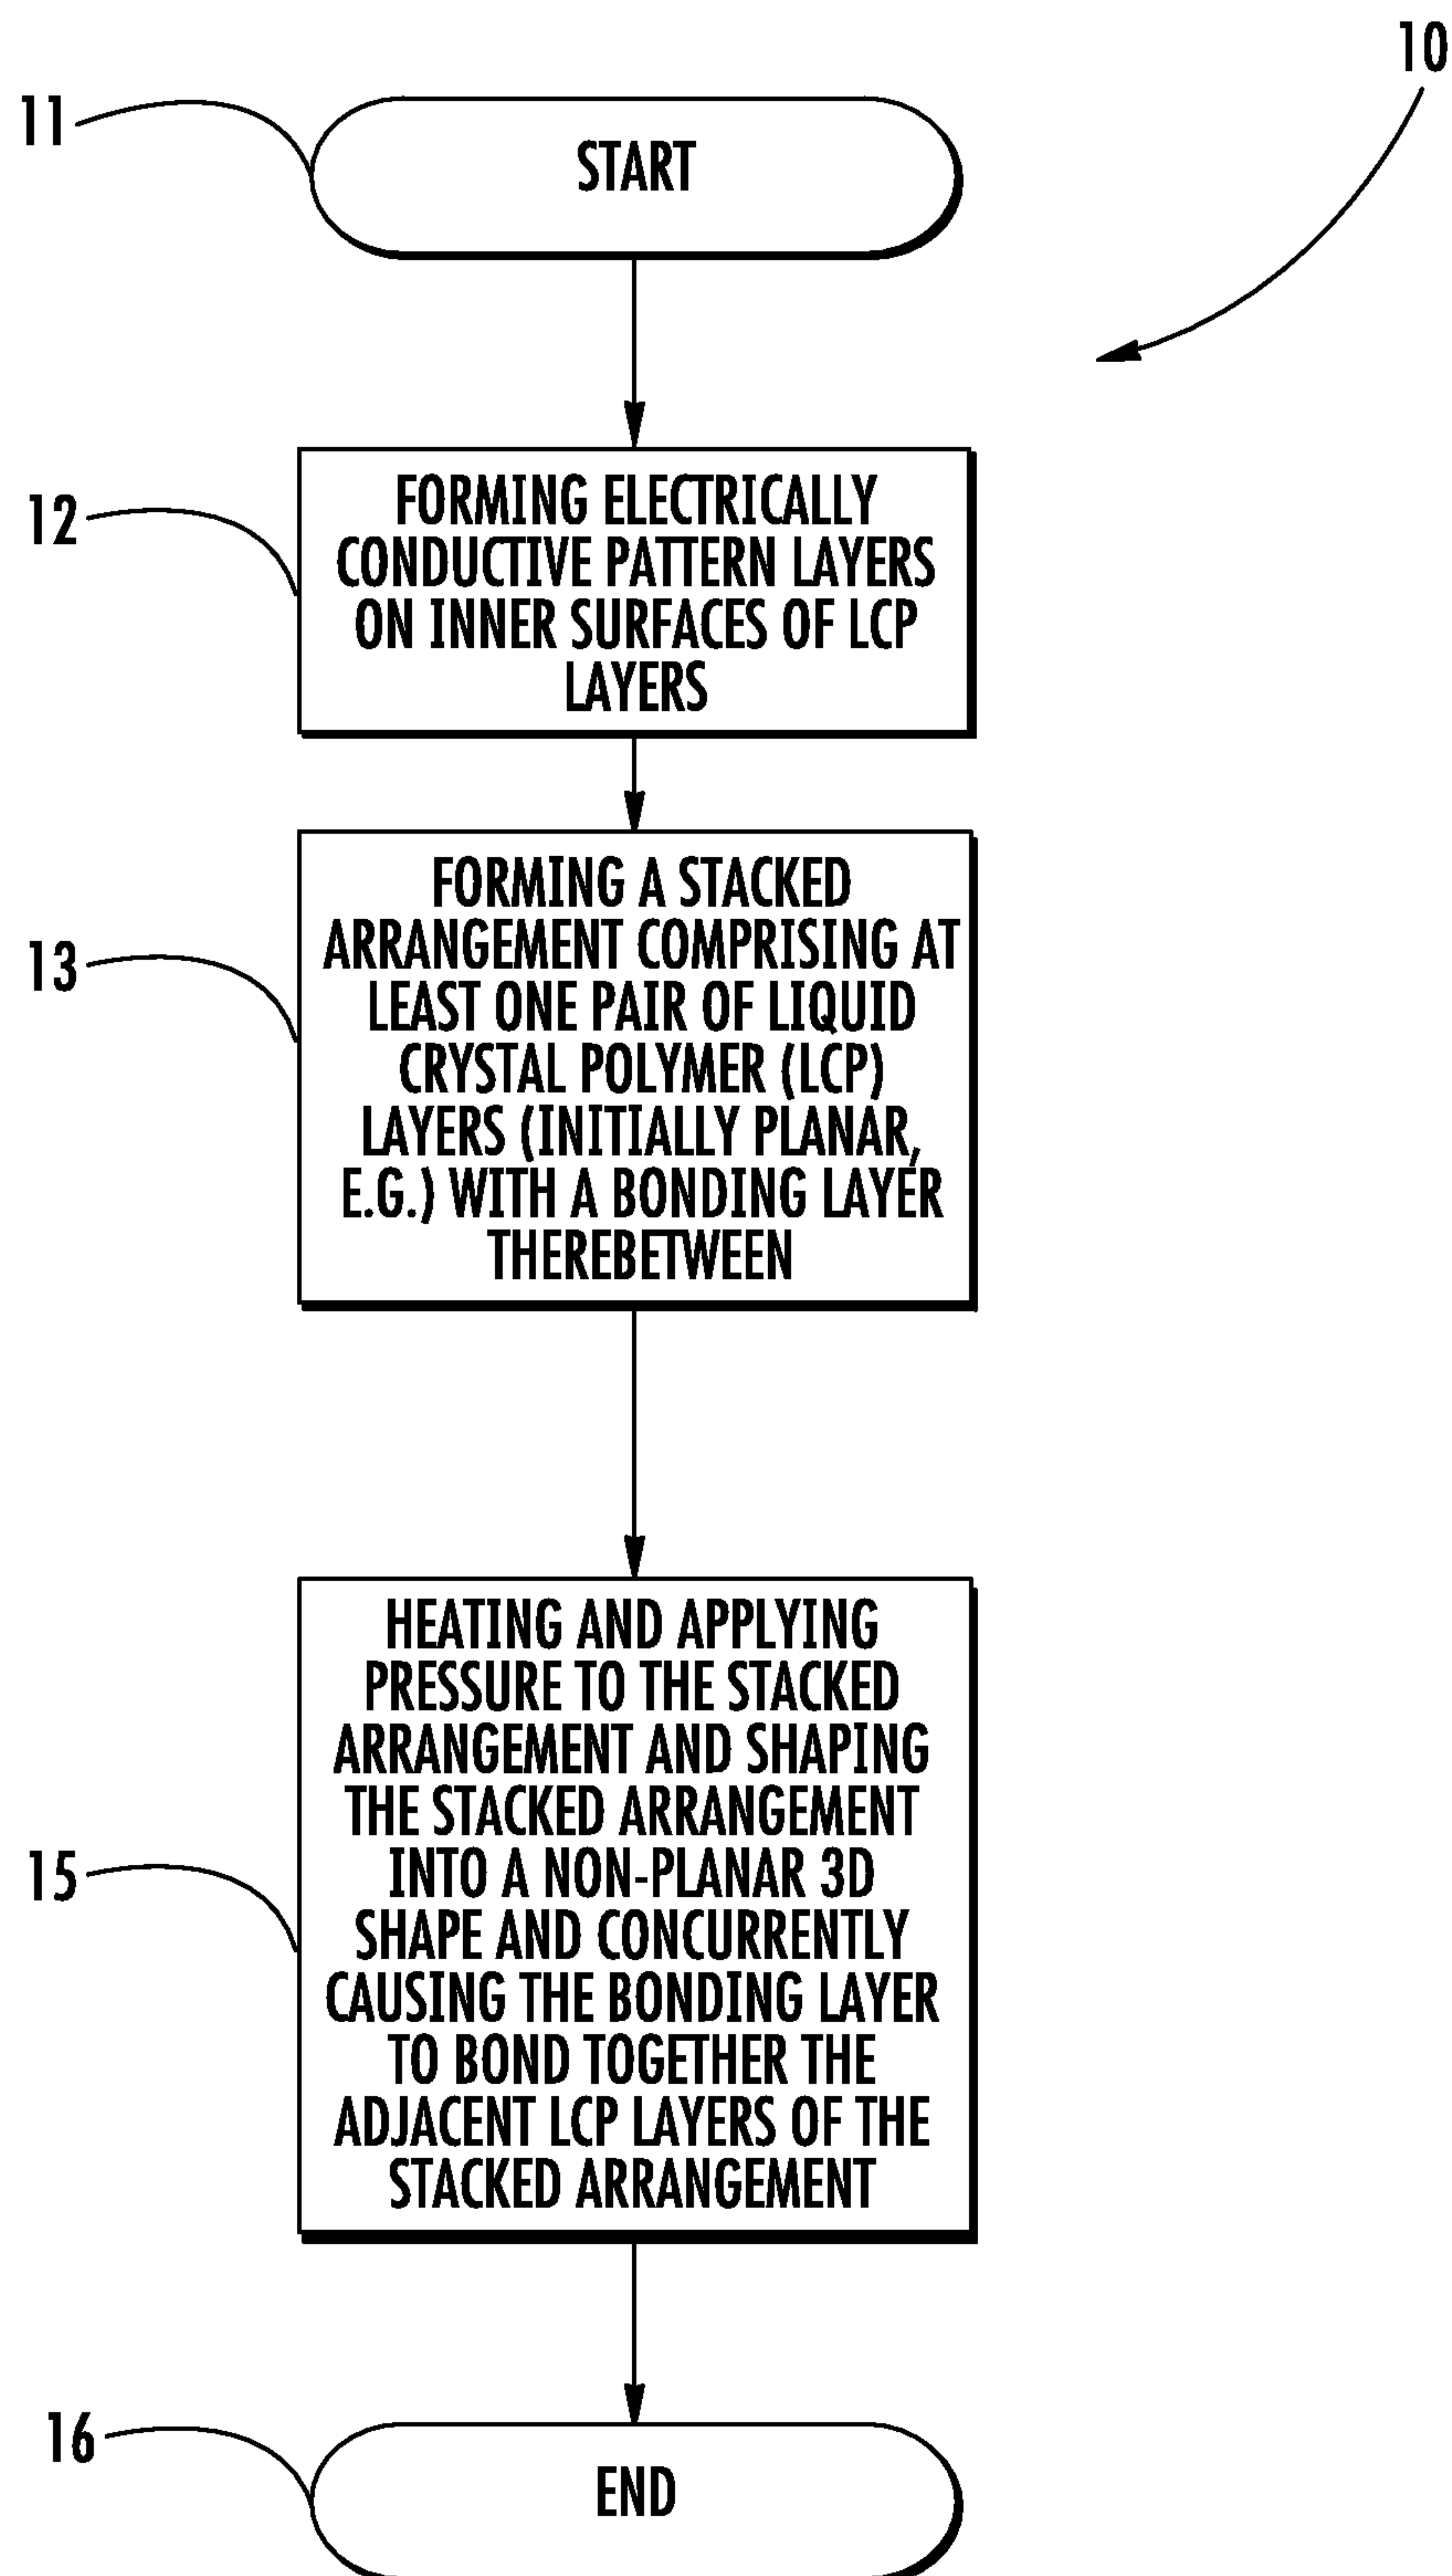 10
11
START
12
FORMING ELECTRICALLY
CONDUCTIVE PATTERN LAYERS
ON INNER SURFACES OF LCP
LAYERS
13
FORMING A STACKED
ARRANGEMENT COMPRISING AT
LEAST ONE PAIR OF LIQUID
CRYSTAL POLYMER (LCP)
LAYERS (INITIALLY PLANAR,
E.G.) WITH A BONDING LAYER
THEREBETWEEN
15
HEATING AND APPLYING
PRESSURE TO THE STACKED
ARRANGEMENT AND SHAPING
THE STACKED ARRANGEMENT
INTO A NON-PLANAR 3D
SHAPE AND CONCURRENTLY
CAUSING THE BONDING LAYER
TO BOND TOGETHER THE
ADJACENT LCP LAYERS OF THE
STACKED ARRANGEMENT
16
END